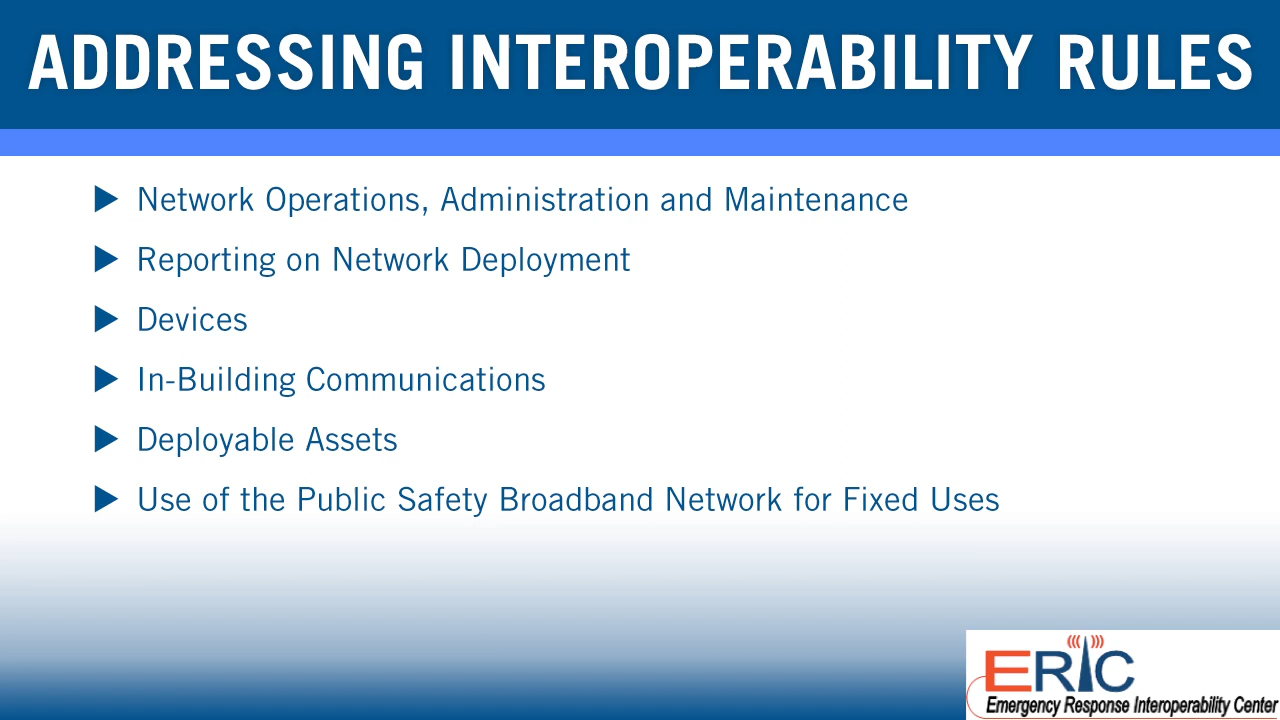 ADDRESSING INTEROPERABILITY RULES
Network Operations, Administration and Maintenance
Reporting on Network Deployment
Devices
In-Building Communications
Deployable Assets
Use of the Public Safety Broadband Network for Fixed Uses
ERIC
Emergency Response Interoperability Center